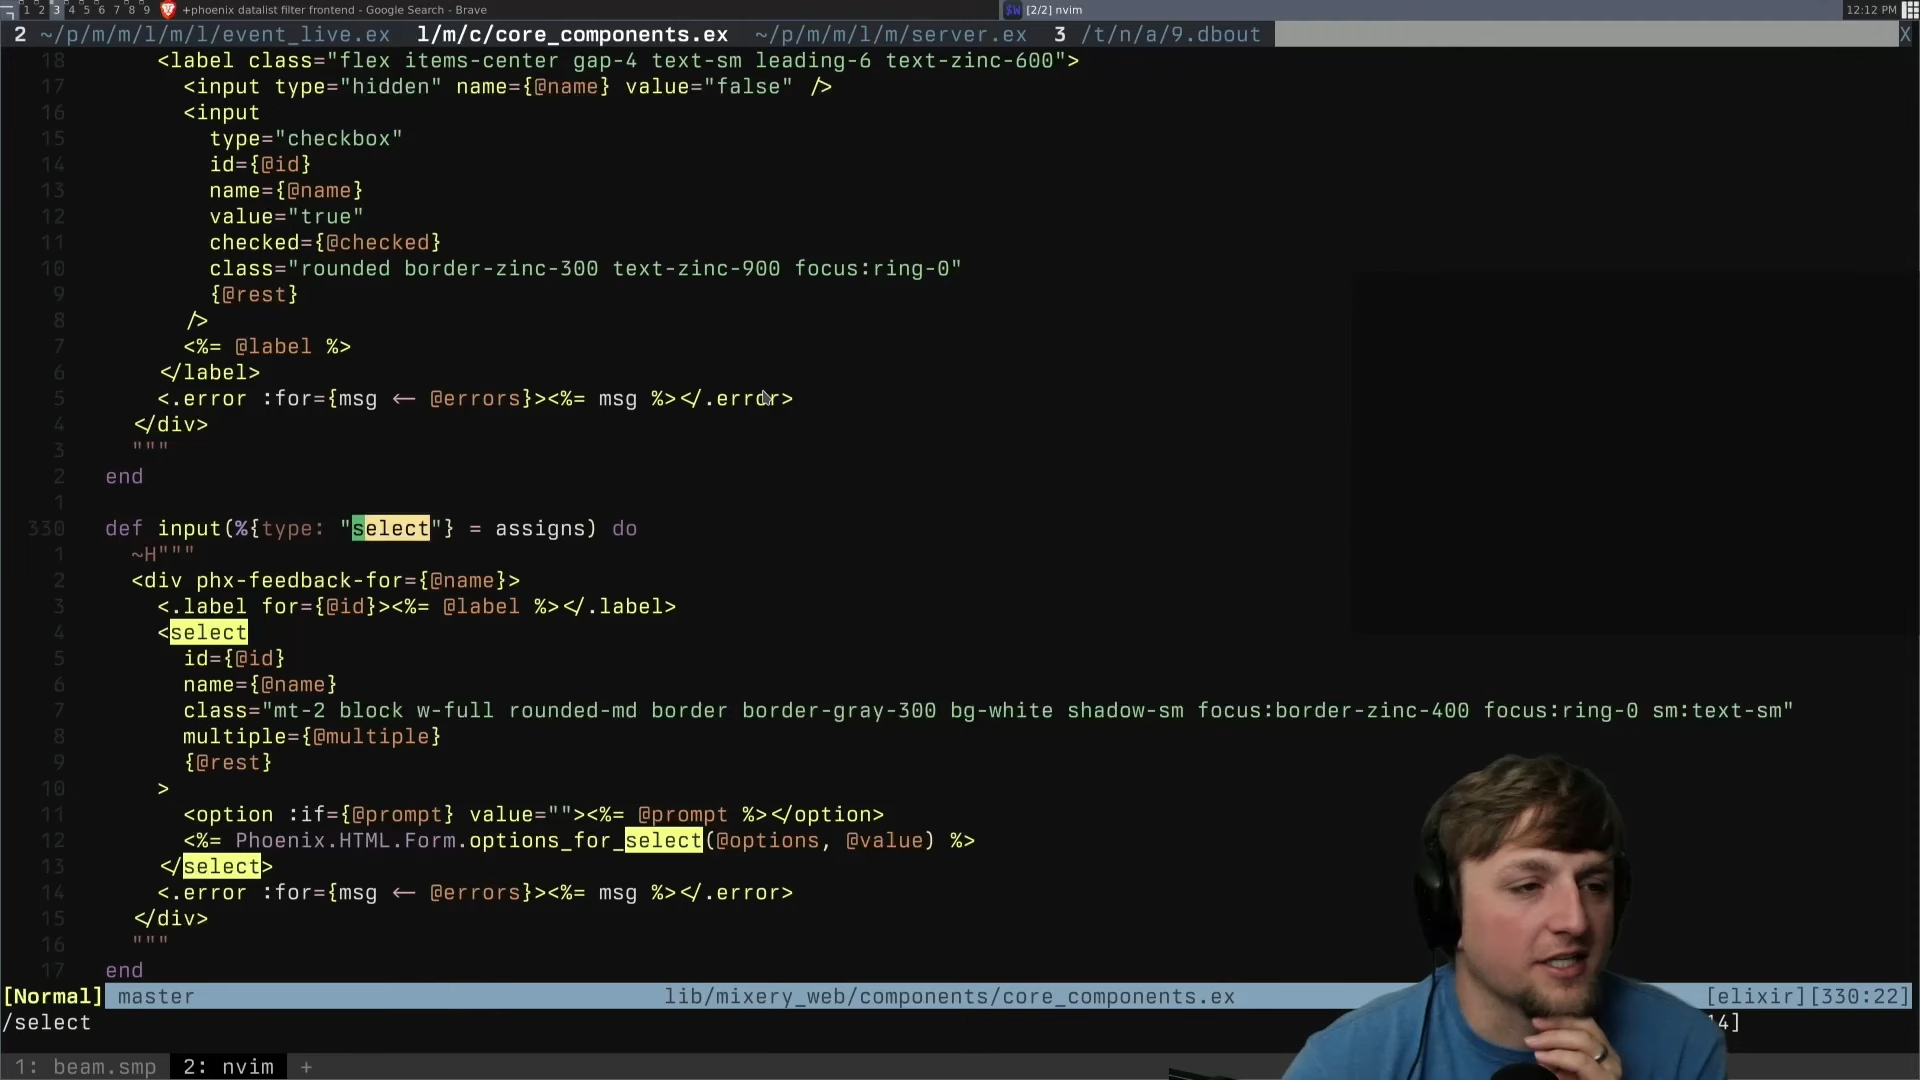 1 2 3 4 5 6 7 8 9 +phoenix datalist filter frontend - Google Search - Brave [2/2] nvim 12:12 PM
2 ~/p/m/m/l/m/l/event_live.ex l/m/c/core_components.ex ~/p/m/m/l/m/server.ex 3 /t/n/a/9.dbout X
18 <label class="flex items-center gap-4 text-sm leading-6 text-zinc-600">
17 <input type="hidden" name={@name} value="false" />
16 <input
15 type="checkbox"
14 id={@id}
13 name={@name}
12 value="true"
11 checked={@checked}
10 class="rounded border-zinc-300 text-zinc-900 focus:ring-0"
9 {@rest}
8 />
7 <%= @label %>
6 </label>
5 <.error :for={msg <- @errors}><%= msg %></.error>
4 </div>
3 """
2 end
1
330 def input(%{type: "select"} = assigns) do
1 ~H"""
2 <div phx-feedback-for={@name}>
3 <.label for={@id}><%= @label %></.label>
4 <select
5 id={@id}
6 name={@name}
7 class="mt-2 block w-full rounded-md border border-gray-300 bg-white shadow-sm focus:border-zinc-400 focus:ring-0 sm:text-sm"
8 multiple={@multiple}
9 {@rest}
10 >
11 <option :if={@prompt} value=""><%= @prompt %></option>
12 <%= Phoenix.HTML.Form.options_for_select(@options, @value) %>
13 </select>
14 <.error :for={msg <- @errors}><%= msg %></.error>
15 </div>
16 """
17 end
[Normal] master lib/mixery_web/components/core_components.ex [elixir][330:22]
/select 14]
1: beam.smp 2: nvim +